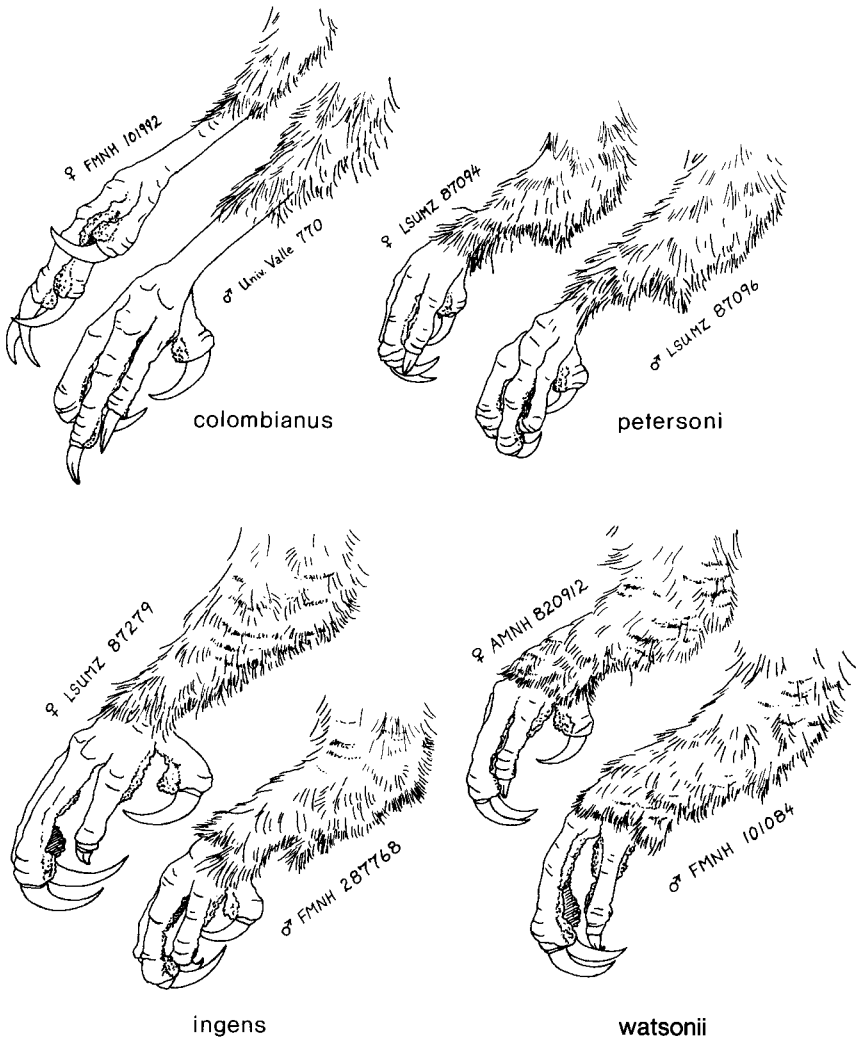 ♀ FMNH 101992
♂ Univ. Valle 770
colombianus
♀ LSUMZ 87094
♂ LSUMZ 87096
petersoni
♀ LSUMZ 87279
♂ FMNH 287768
ingens
♀ AMNH 820912
♂ FMNH 101084
watsonii